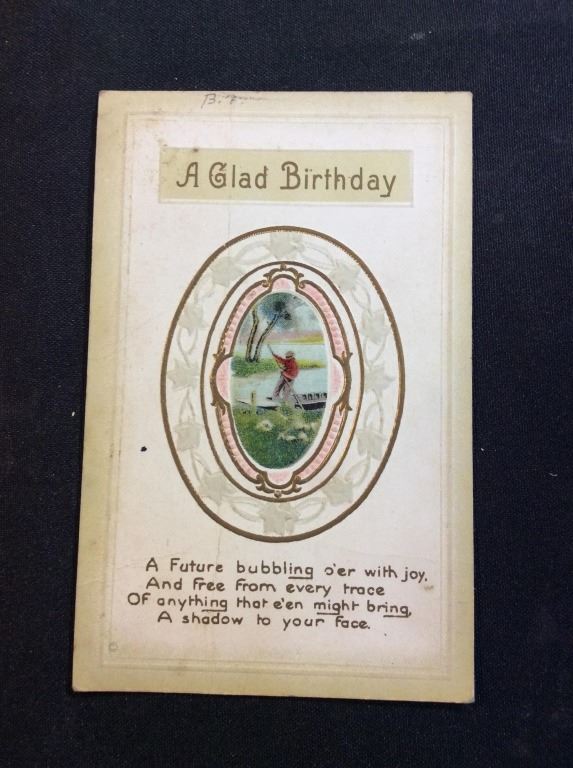 A Glad Birthday
A Future bubbling o'er with joy,
And free from every trace
Of anything that e'en might bring,
A shadow to your face.